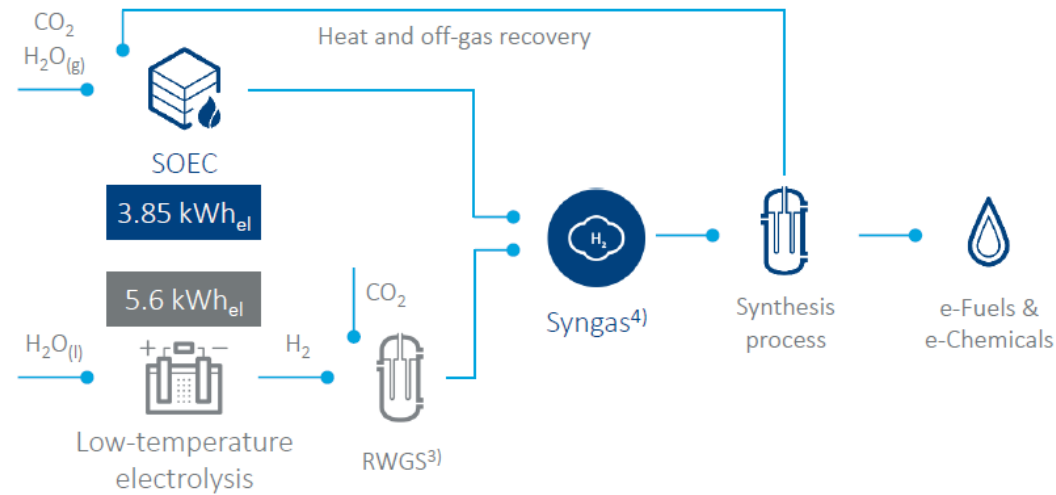 CO₂
H₂O₍g₎
Heat and off-gas recovery
SOEC
3.85 kWhₑₗ
5.6 kWhₑₗ
H₂O₍l₎
+ −
H₂
CO₂
Low-temperature
electrolysis
RWGS³⁾
H₂
Syngas⁴⁾
Synthesis
process
e-Fuels &
e-Chemicals